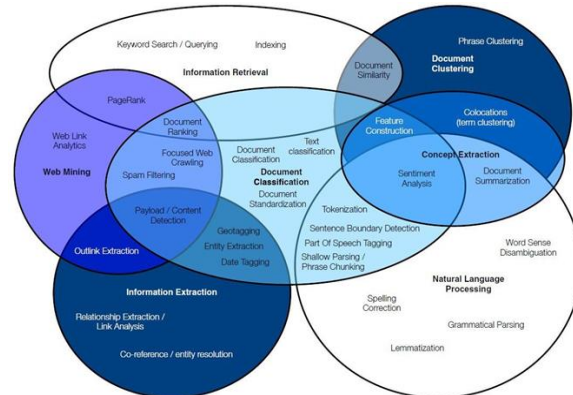 Keyword Search / Querying
Indexing
Information Retrieval
Phrase Clustering
Document
Clustering
Document
Similarity
PageRank
Web Link
Analytics
Web Mining
Document
Ranking
Focused Web
Crawling
Spam Filtering
Document
Classification
Text
classification
Document
Classification
Document
Standardization
Feature
Construction
Colocations
(term clustering)
Concept Extraction
Sentiment
Analysis
Document
Summarization
Payload / Content
Detection
Outlink Extraction
Geotagging
Entity Extraction
Date Tagging
Tokenization
Sentence Boundary Detection
Part Of Speech Tagging
Shallow Parsing /
Phrase Chunking
Word Sense
Disambiguation
Natural Language
Processing
Information Extraction
Relationship Extraction /
Link Analysis
Co-reference / entity resolution
Spelling
Correction
Grammatical Parsing
Lemmatization